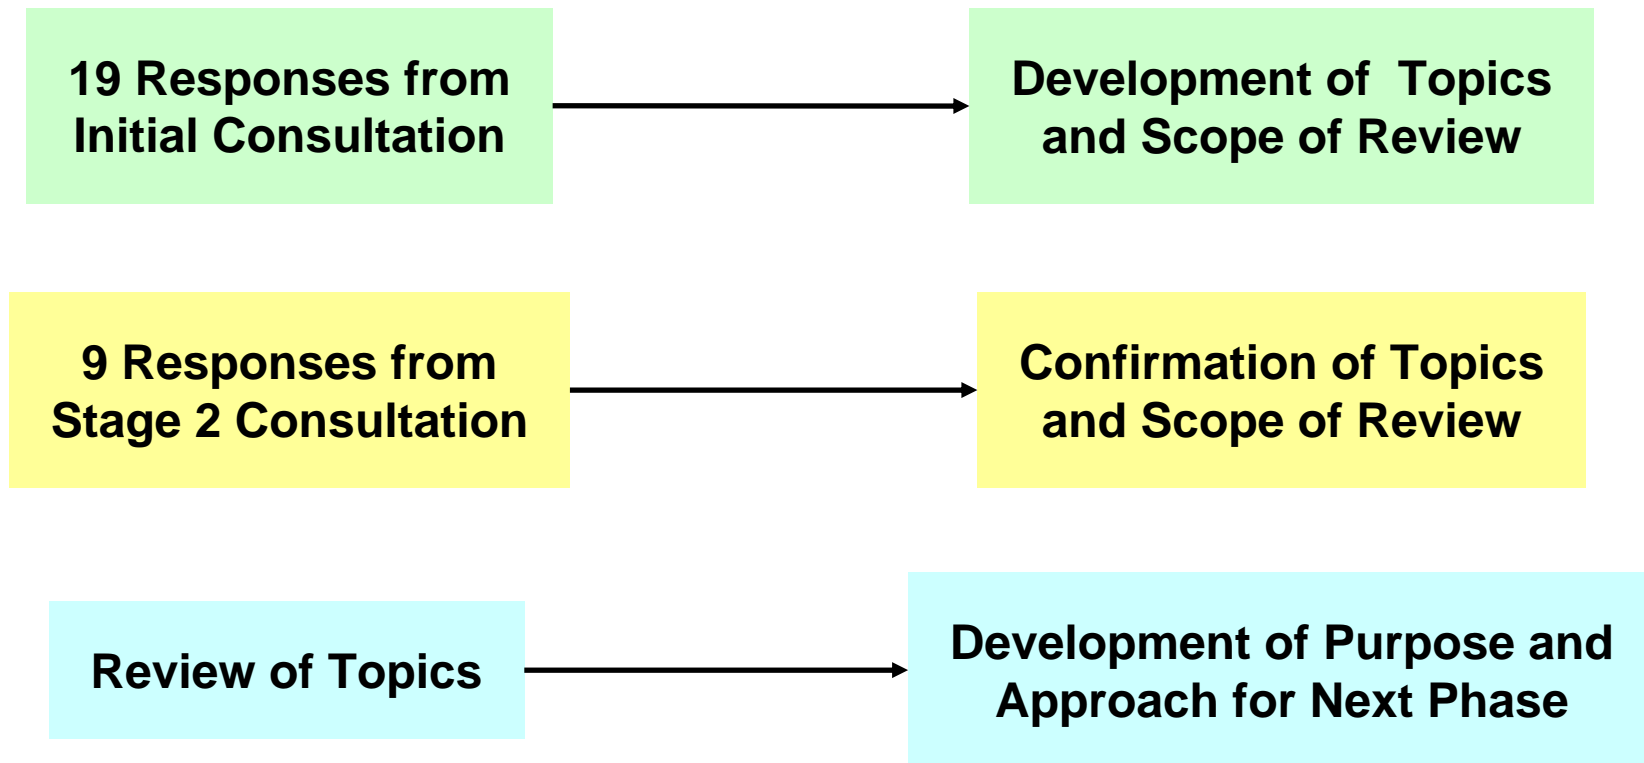 19 Responses from
Initial Consultation
Development of  Topics
and Scope of Review
9 Responses from
Stage 2 Consultation
Confirmation of Topics
and Scope of Review
Review of Topics
Development of Purpose and
Approach for Next Phase